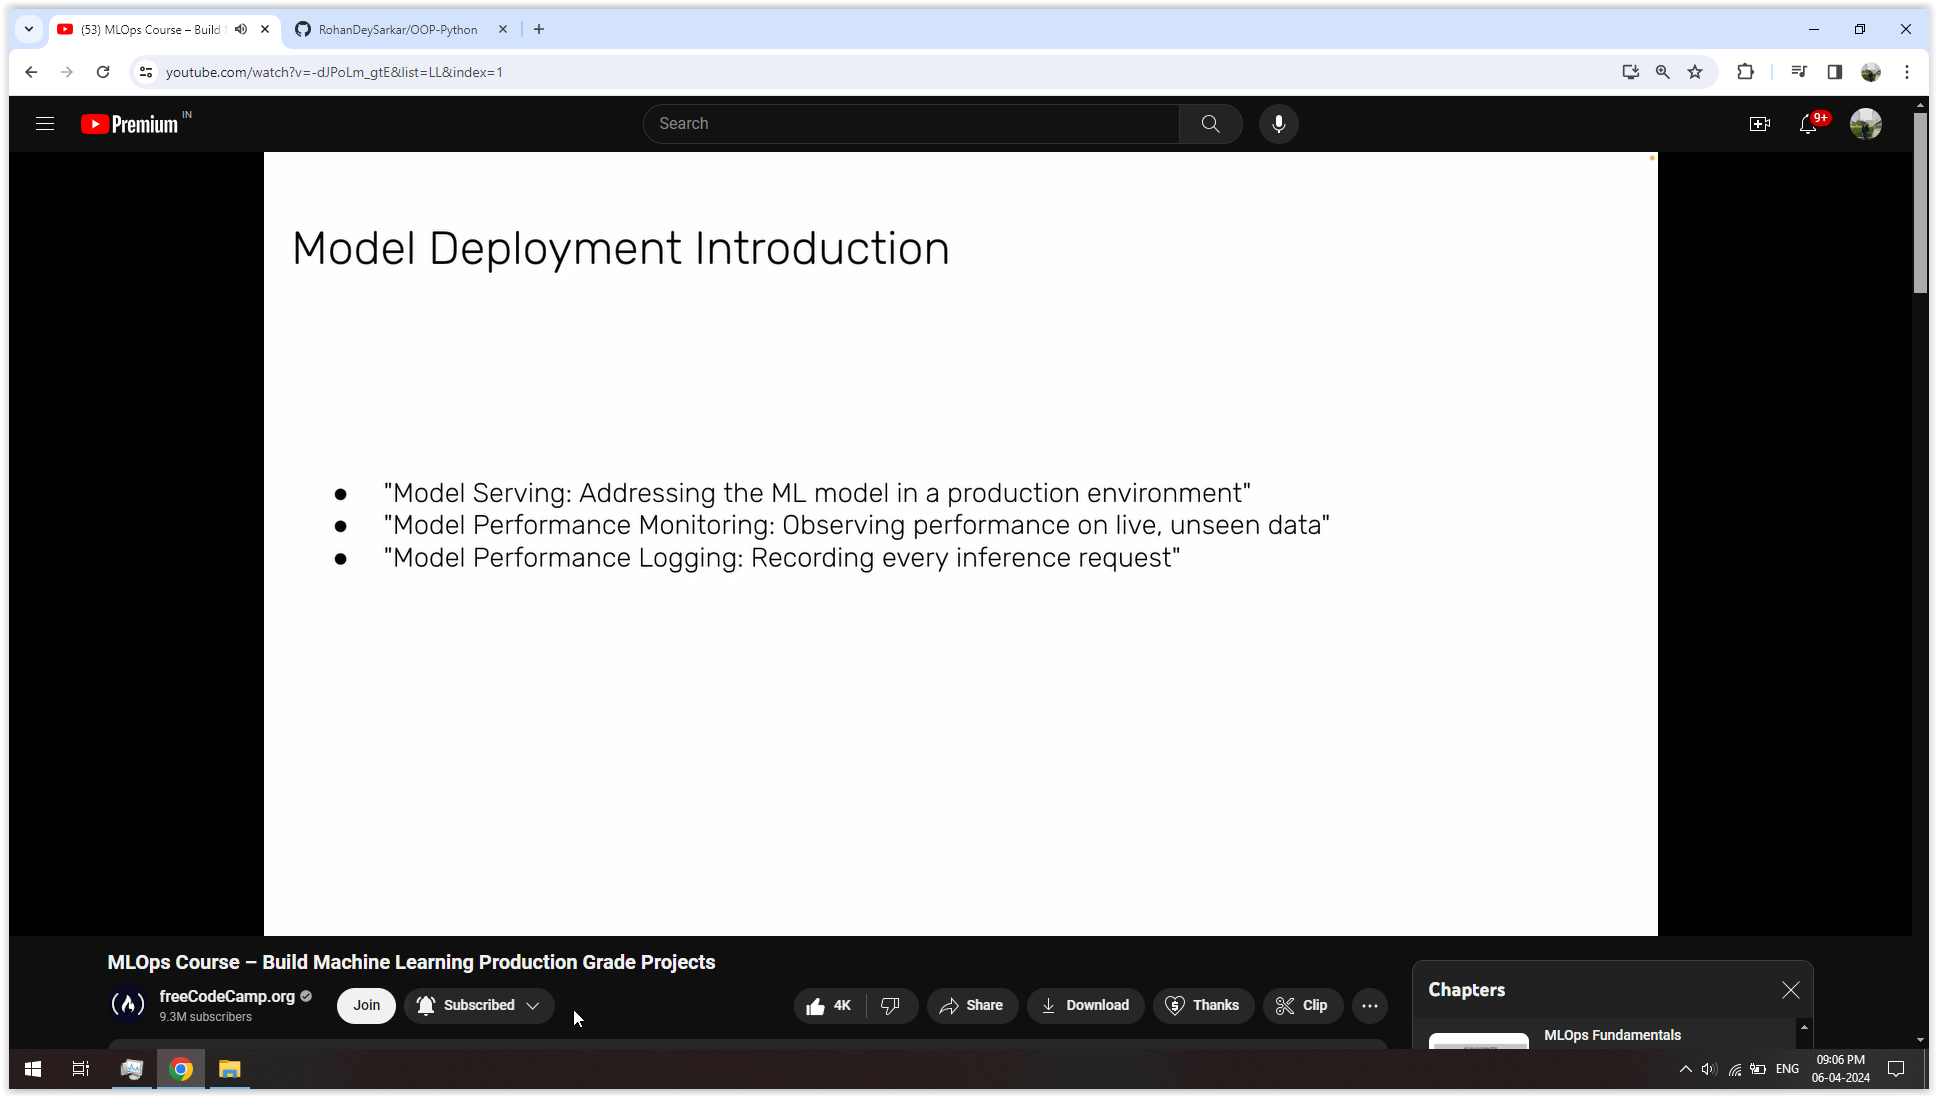 (53) MLOps Course – Build
RohanDeySarkar/OOP-Python
youtube.com/watch?v=-dJPoLm_gtE&list=LL&index=1
Premium IN
Search
9+
Model Deployment Introduction
● "Model Serving: Addressing the ML model in a production environment"
● "Model Performance Monitoring: Observing performance on live, unseen data"
● "Model Performance Logging: Recording every inference request"
MLOps Course – Build Machine Learning Production Grade Projects
freeCodeCamp.org
9.3M subscribers
Join
Subscribed
4K
Share
Download
Thanks
Clip
Chapters
MLOps Fundamentals
ENG
09:06 PM
06-04-2024